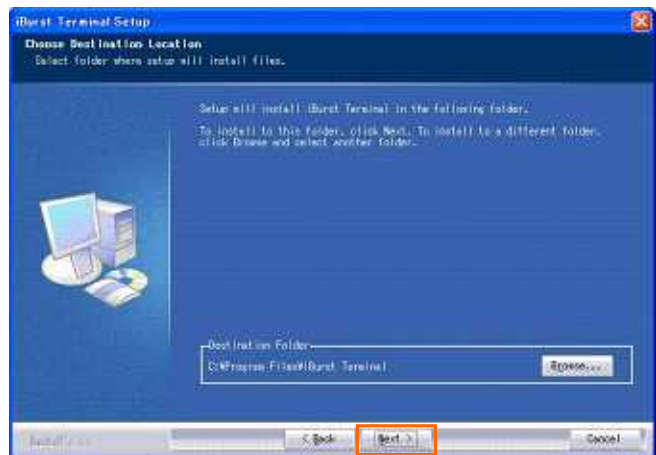 iBurst Terminal Setup
Choose Destination Location
Select folder where setup will install files.
Setup will install iBurst Terminal in the following folder.
To install to this folder, click Next. To install to a different folder,
click Browse and select another folder.
Destination Folder
C:¥Program Files¥iBurst Terminal
Browse...
< Back
Next >
Cancel